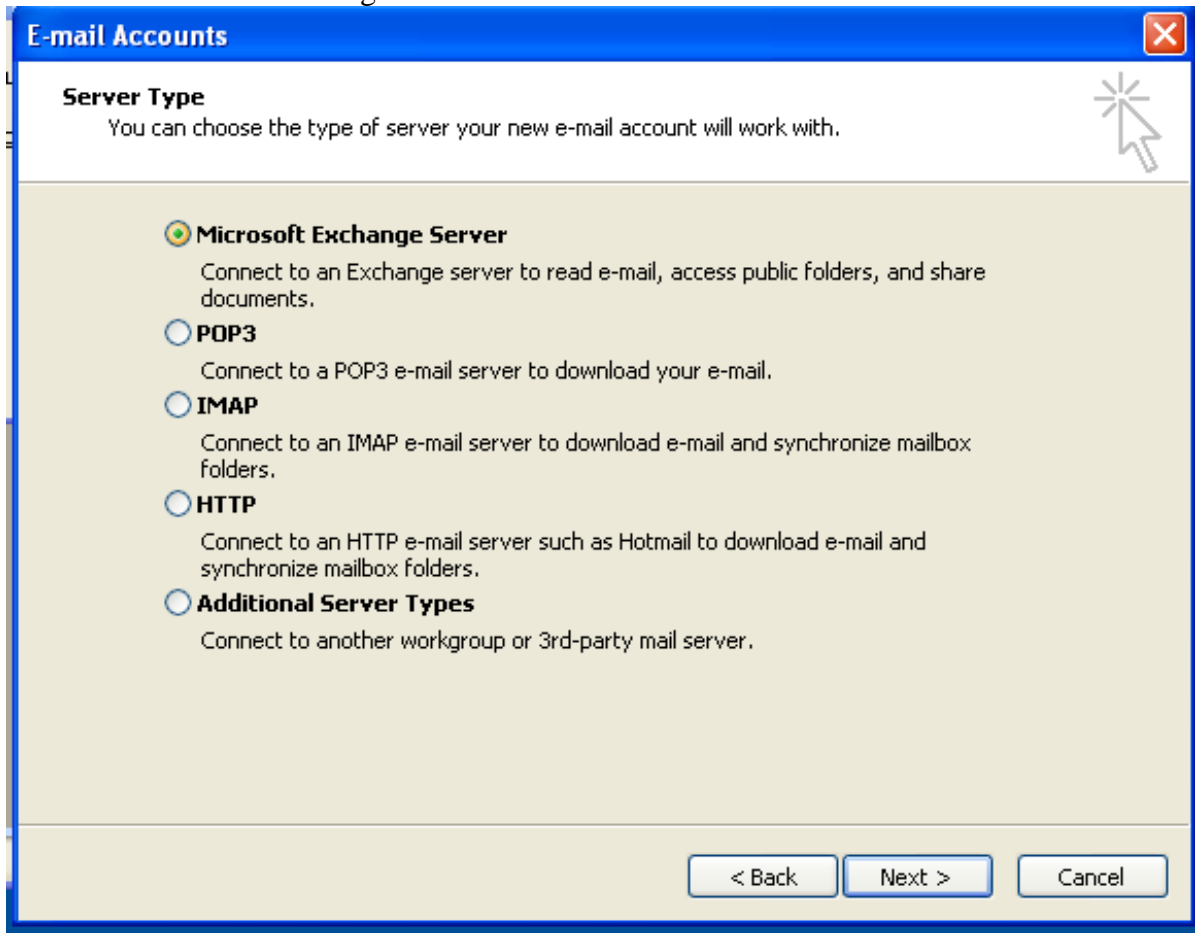 E-mail Accounts
Server Type
You can choose the type of server your new e-mail account will work with.
Microsoft Exchange Server
Connect to an Exchange server to read e-mail, access public folders, and share
documents.
POP3
Connect to a POP3 e-mail server to download your e-mail.
IMAP
Connect to an IMAP e-mail server to download e-mail and synchronize mailbox
folders.
HTTP
Connect to an HTTP e-mail server such as Hotmail to download e-mail and
synchronize mailbox folders.
Additional Server Types
Connect to another workgroup or 3rd-party mail server.
< Back Next > Cancel